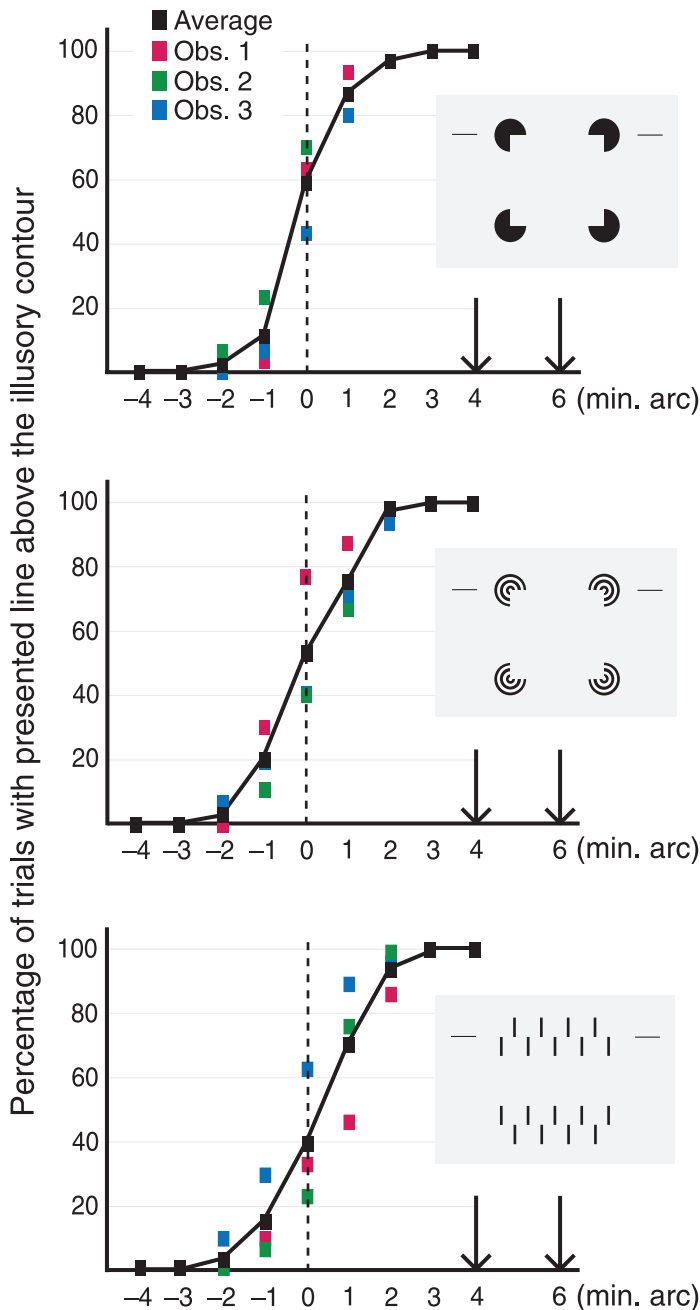 Percentage of trials with presented line above the illusory contour
Average
Obs. 1
Obs. 2
Obs. 3
100
80
60
40
20
–4 –3 –2 –1 0 1 2 3 4 6 (min. arc)
100
80
60
40
20
–4 –3 –2 –1 0 1 2 3 4 6 (min. arc)
100
80
60
40
20
–4 –3 –2 –1 0 1 2 3 4 6 (min. arc)